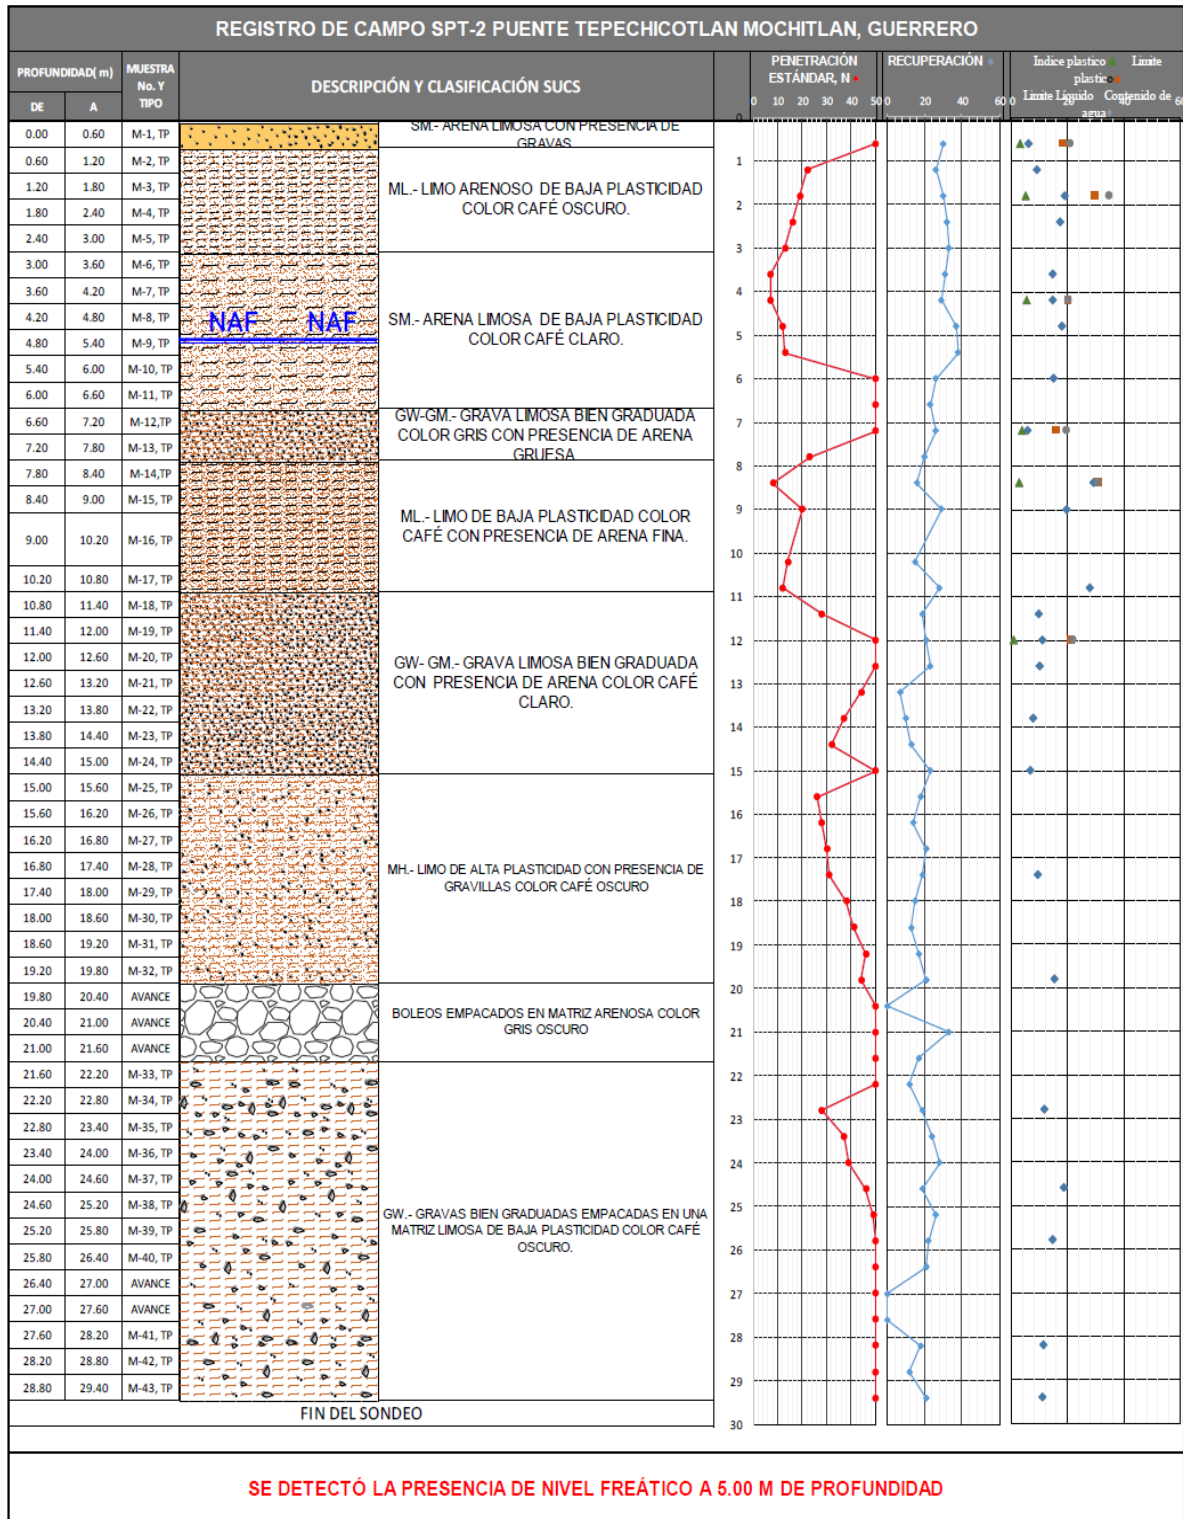 REGISTRO DE CAMPO SPT-2 PUENTE TEPECHICOTLAN MOCHITLAN, GUERRERO
PROFUNDIDAD( m) MUESTRA No. Y TIPO DESCRIPCIÓN Y CLASIFICACIÓN SUCS PENETRACIÓN ESTÁNDAR, N RECUPERACIÓN Indice plastico Limite plastico
DE A Limite Líquido Contenido de agua
0 10 20 30 40 50 0 20 40 60 0 20 40 60
0
0.00 0.60 M-1, TP SM.- ARENA LIMOSA CON PRESENCIA DE GRAVAS
0.60 1.20 M-2, TP 1
1.20 1.80 M-3, TP ML.- LIMO ARENOSO DE BAJA PLASTICIDAD
1.80 2.40 M-4, TP COLOR CAFÉ OSCURO. 2
2.40 3.00 M-5, TP 3
3.00 3.60 M-6, TP
3.60 4.20 M-7, TP 4
4.20 4.80 M-8, TP NAF NAF SM.- ARENA LIMOSA DE BAJA PLASTICIDAD
4.80 5.40 M-9, TP COLOR CAFÉ CLARO. 5
5.40 6.00 M-10, TP 6
6.00 6.60 M-11, TP
6.60 7.20 M-12,TP GW-GM.- GRAVA LIMOSA BIEN GRADUADA
7.20 7.80 M-13, TP COLOR GRIS CON PRESENCIA DE ARENA GRUESA 7
7.80 8.40 M-14,TP 8
8.40 9.00 M-15, TP ML.- LIMO DE BAJA PLASTICIDAD COLOR 9
9.00 10.20 M-16, TP CAFÉ CON PRESENCIA DE ARENA FINA. 10
10.20 10.80 M-17, TP
10.80 11.40 M-18, TP 11
11.40 12.00 M-19, TP
12.00 12.60 M-20, TP GW- GM.- GRAVA LIMOSA BIEN GRADUADA 12
12.60 13.20 M-21, TP CON PRESENCIA DE ARENA COLOR CAFÉ CLARO. 13
13.20 13.80 M-22, TP
13.80 14.40 M-23, TP 14
14.40 15.00 M-24, TP 15
15.00 15.60 M-25, TP
15.60 16.20 M-26, TP 16
16.20 16.80 M-27, TP
16.80 17.40 M-28, TP MH.- LIMO DE ALTA PLASTICIDAD CON PRESENCIA DE 17
17.40 18.00 M-29, TP GRAVILLAS COLOR CAFÉ OSCURO
18.00 18.60 M-30, TP 18
18.60 19.20 M-31, TP 19
19.20 19.80 M-32, TP
19.80 20.40 AVANCE 20
20.40 21.00 AVANCE BOLEOS EMPACADOS EN MATRIZ ARENOSA COLOR
21.00 21.60 AVANCE GRIS OSCURO 21
21.60 22.20 M-33, TP 22
22.20 22.80 M-34, TP
22.80 23.40 M-35, TP 23
23.40 24.00 M-36, TP 24
24.00 24.60 M-37, TP
24.60 25.20 M-38, TP GW.- GRAVAS BIEN GRADUADAS EMPACADAS EN UNA 25
25.20 25.80 M-39, TP MATRIZ LIMOSA DE BAJA PLASTICIDAD COLOR CAFÉ OSCURO.
25.80 26.40 M-40, TP 26
26.40 27.00 AVANCE 27
27.00 27.60 AVANCE
27.60 28.20 M-41, TP 28
28.20 28.80 M-42, TP
28.80 29.40 M-43, TP 29
FIN DEL SONDEO 30
SE DETECTÓ LA PRESENCIA DE NIVEL FREÁTICO A 5.00 M DE PROFUNDIDAD